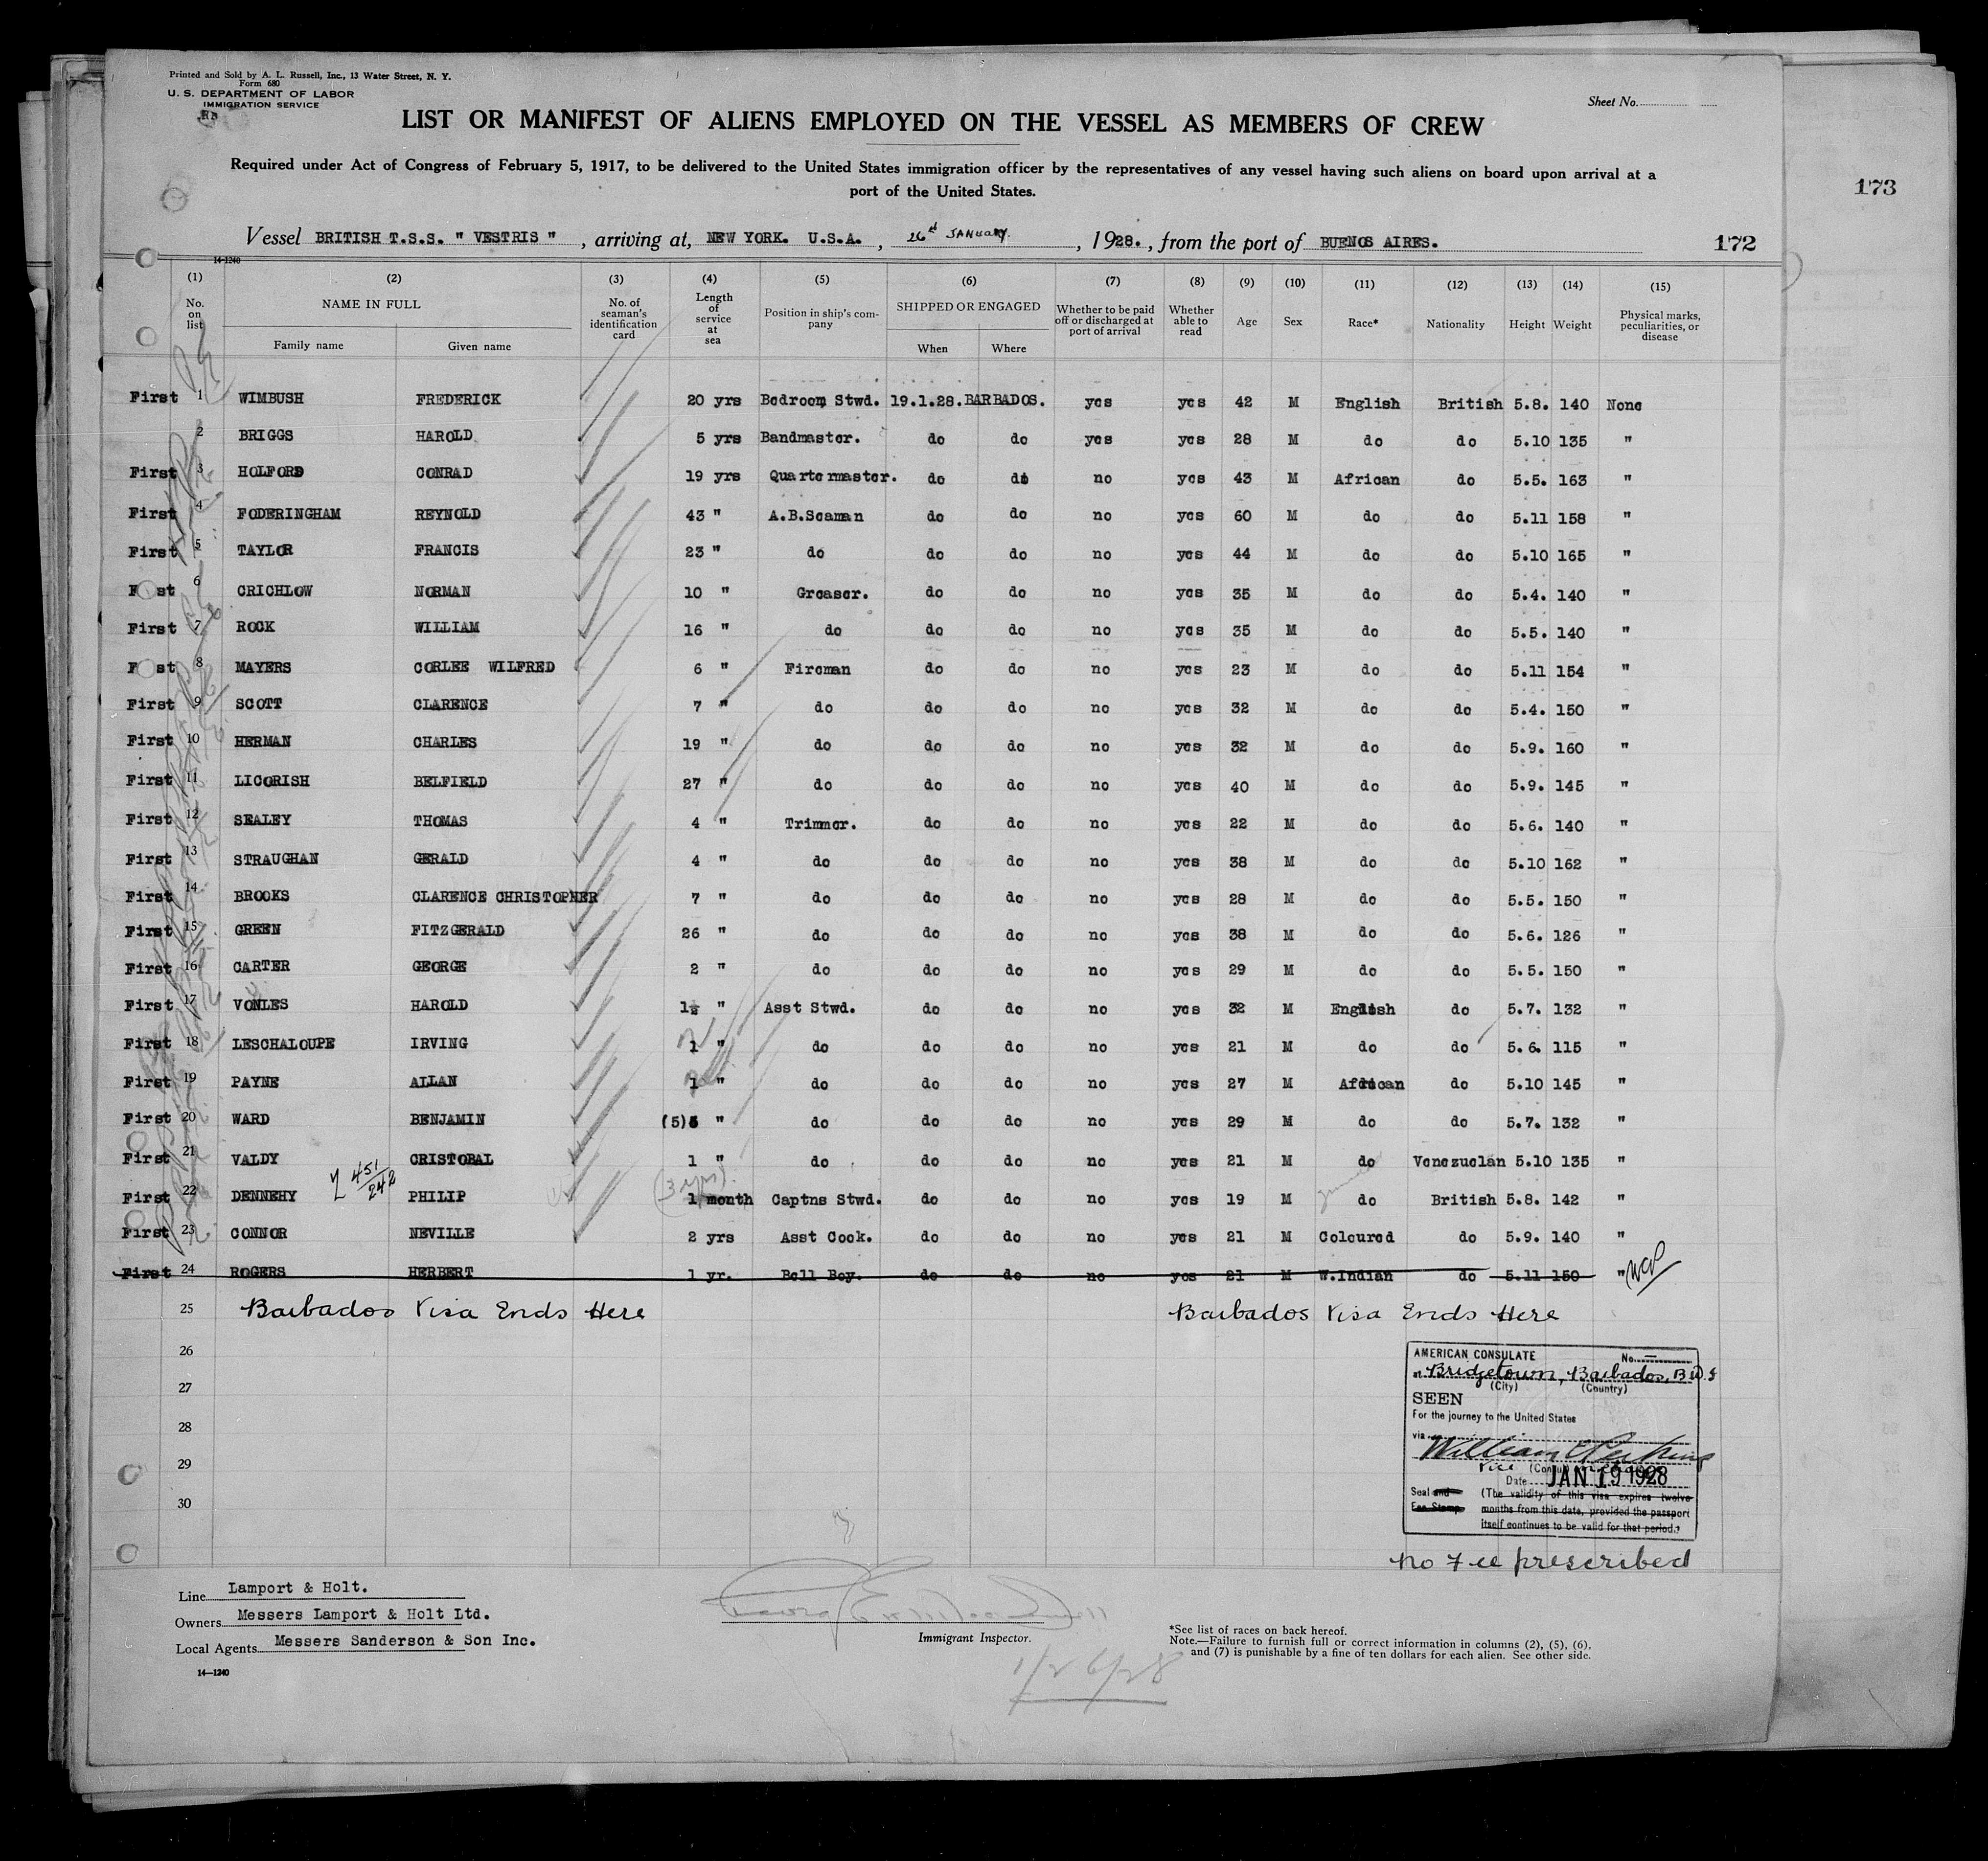 Printed and Sold by A. L. Russell, Inc., 13 Water Street, N. Y.
Form 680
U. S. DEPARTMENT OF LABOR
IMMIGRATION SERVICE
Sheet No.
LIST OR MANIFEST OF ALIENS EMPLOYED ON THE VESSEL AS MEMBERS OF CREW
Required under Act of Congress of February 5, 1917, to be delivered to the United States immigration officer by the representatives of any vessel having such aliens on board upon arrival at a
port of the United States.
173
Vessel BRITISH T.S.S. " VESTRIS ", arriving at, NEW YORK. U.S.A., 26th JANUARY, 1928., from the port of BUENOS AIRES. 172
14-1240
(1) (2) (3) (4) (5) (6) (7) (8) (9) (10) (11) (12) (13) (14) (15)
No. on list NAME IN FULL Family name Given name No. of seaman's identification card Length of service at sea Position in ship's company SHIPPED OR ENGAGED When Where Whether to be paid off or discharged at port of arrival Whether able to read Age Sex Race* Nationality Height Weight Physical marks, peculiarities, or disease
First 1 WIMBUSH FREDERICK 20 yrs Bedroom Stwd. 19.1.28. BARBADOS. yes yes 42 M English British 5.8. 140 None
2 BRIGGS HAROLD 5 yrs Bandmaster. do do yes yes 28 M do do 5.10 135 "
First 3 HOLFORD CONRAD 19 yrs Quartermaster. do do no yes 43 M African do 5.5. 163 "
First 4 FODERINGHAM REYNOLD 43 " A.B.Seaman do do no yes 60 M do do 5.11 158 "
First 5 TAYLOR FRANCIS 23 " do do do no yes 44 M do do 5.10 165 "
F st 6 CRICHLOW NORMAN 10 " Greaser. do do no yes 35 M do do 5.4. 140 "
First 7 ROCK WILLIAM 16 " do do do no yes 35 M do do 5.5. 140 "
F st 8 MAYERS CORLEE WILFRED 6 " Fireman do do no yes 23 M do do 5.11 154 "
First 9 SCOTT CLARENCE 7 " do do do no yes 32 M do do 5.4. 150 "
First 10 HERMAN CHARLES 19 " do do do no yes 32 M do do 5.9. 160 "
First 11 LICORISH BELFIELD 27 " do do do no yes 40 M do do 5.9. 145 "
First 12 SEALEY THOMAS 4 " Trimmer. do do no yes 22 M do do 5.6. 140 "
First 13 STRAUGHAN GERALD 4 " do do do no yes 38 M do do 5.10 162 "
First 14 BROOKS CLARENCE CHRISTOPHER 7 " do do do no yes 28 M do do 5.5. 150 "
First 15 GREEN FITZGERALD 26 " do do do no yes 38 M do do 5.6. 126 "
First 16 CARTER GEORGE 2 " do do do no yes 29 M do do 5.5. 150 "
First 17 VONLES HAROLD 1½ " Asst Stwd. do do no yes 32 M English do 5.7. 132 "
First 18 LESCHALOUPE IRVING 1 " do do do no yes 21 M do do 5.6. 115 "
First 19 PAYNE ALLAN 1 " do do do no yes 27 M African do 5.10 145 "
First 20 WARD BENJAMIN (5) " do do do no yes 29 M do do 5.7. 132 "
First 21 VALDY CRISTOBAL 1 " do do do no yes 21 M do Venezuelan 5.10 135 "
First 22 DENNEHY 451/242 PHILIP (3 yrs) 1 month Captns Stwd. do do no yes 19 M do British 5.8. 142 "
First 23 CONNOR NEVILLE 2 yrs Asst Cook. do do no yes 21 M Coloured do 5.9. 140 "
First 24 ROGERS HERBERT 1 yr. Bell Boy. do do no yes 21 M W.Indian do 5.11 150 "
25 Barbados Visa Ends Here Barbados Visa Ends Here
26
27
28
29
30
AMERICAN CONSULATE No.
at Bridgetown, Barbados, B.W.I
(City) (Country)
SEEN
For the journey to the United States
via
William E Perkins
Vice (Consul)
Date JAN 19 1928
Seal and Fee Stamp
(The validity of this visa expires twelve
months from this date, provided the passport
itself continues to be valid for that period.)
No Fee prescribed
Line Lamport & Holt.
Owners Messers Lamport & Holt Ltd.
Local Agents Messers Sanderson & Son Inc.
14—1240
Immigrant Inspector.
1/26/28
*See list of races on back hereof.
Note.—Failure to furnish full or correct information in columns (2), (5), (6),
and (7) is punishable by a fine of ten dollars for each alien. See other side.